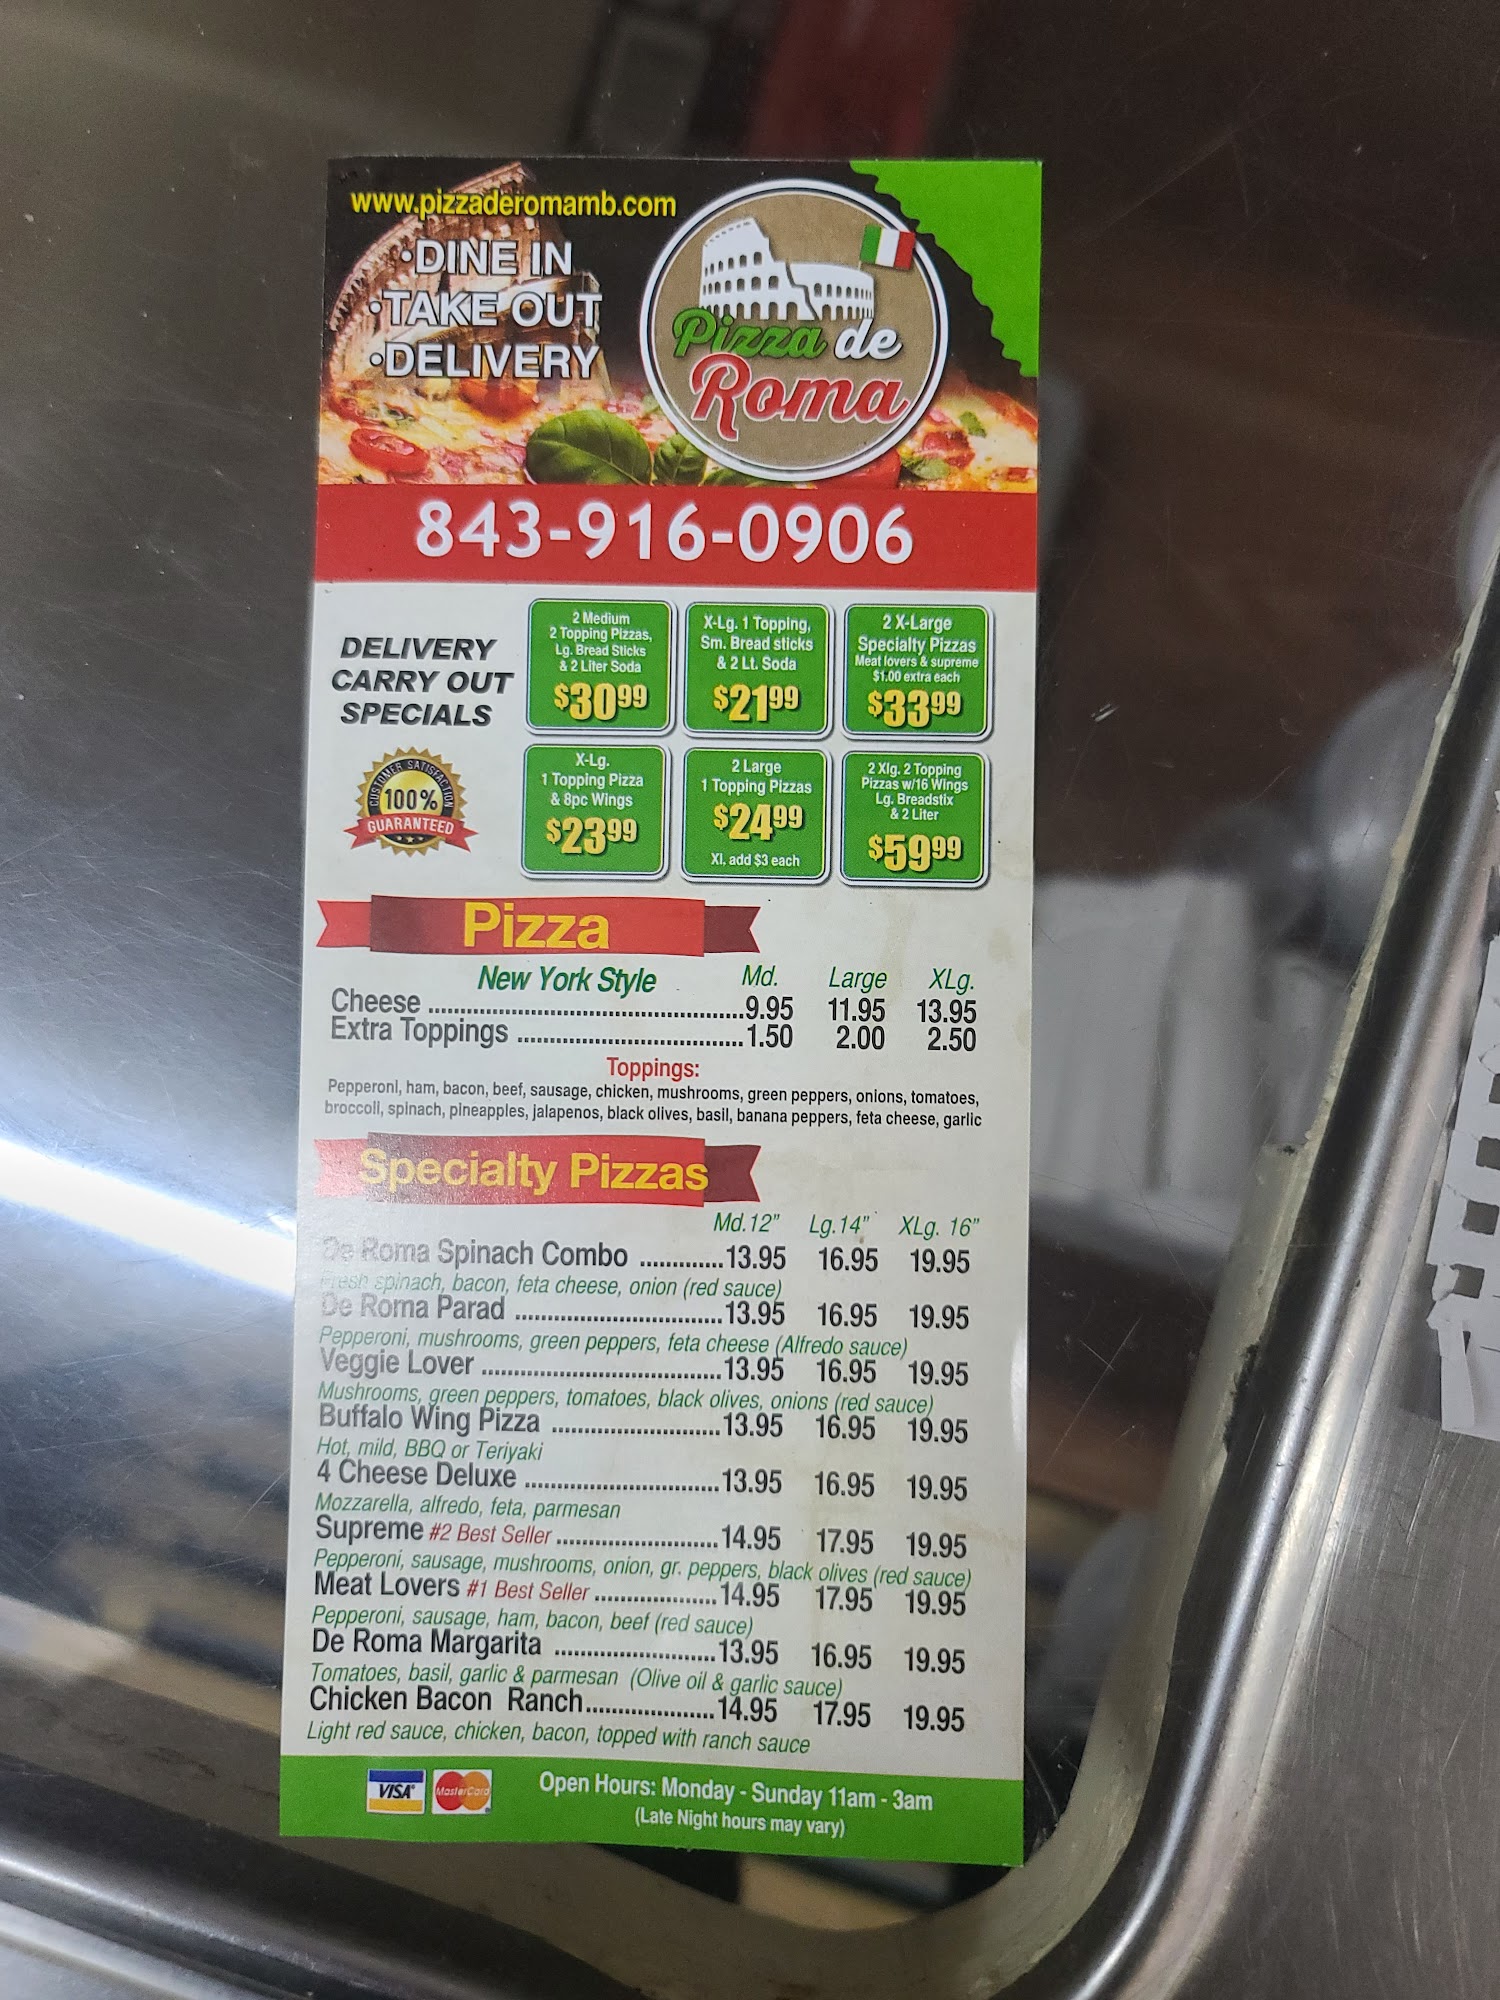 www.pizzaderomamb.com
•DINE IN
•TAKE OUT
•DELIVERY
Pizza de
Roma
843-916-0906
DELIVERY
CARRY OUT
SPECIALS
CUSTOMER SATISFACTION
100%
GUARANTEED
2 Medium
2 Topping Pizzas,
Lg. Bread Sticks
& 2 Liter Soda
$3099
X-Lg. 1 Topping,
Sm. Bread sticks
& 2 Lt. Soda
$2199
2 X-Large
Specialty Pizzas
Meat lovers & supreme
$1.00 extra each
$3399
X-Lg.
1 Topping Pizza
& 8pc Wings
$2399
2 Large
1 Topping Pizzas
$2499
Xl. add $3 each
2 Xlg. 2 Topping
Pizzas w/16 Wings
Lg. Breadstix
& 2 Liter
$5999
Pizza
New York Style Md. Large XLg.
Cheese ........................................ 9.95 11.95 13.95
Extra Toppings ........................................ 1.50 2.00 2.50
Toppings:
Pepperoni, ham, bacon, beef, sausage, chicken, mushrooms, green peppers, onions, tomatoes,
broccoli, spinach, pineapples, jalapenos, black olives, basil, banana peppers, feta cheese, garlic
Specialty Pizzas
Md.12" Lg.14" XLg. 16"
De Roma Spinach Combo .............. 13.95 16.95 19.95
Fresh spinach, bacon, feta cheese, onion (red sauce)
De Roma Parad .................................. 13.95 16.95 19.95
Pepperoni, mushrooms, green peppers, feta cheese (Alfredo sauce)
Veggie Lover ....................................... 13.95 16.95 19.95
Mushrooms, green peppers, tomatoes, black olives, onions (red sauce)
Buffalo Wing Pizza ............................ 13.95 16.95 19.95
Hot, mild, BBQ or Teriyaki
4 Cheese Deluxe ................................ 13.95 16.95 19.95
Mozzarella, alfredo, feta, parmesan
Supreme #2 Best Seller .......................... 14.95 17.95 19.95
Pepperoni, sausage, mushrooms, onion, gr. peppers, black olives (red sauce)
Meat Lovers #1 Best Seller .................... 14.95 17.95 19.95
Pepperoni, sausage, ham, bacon, beef (red sauce)
De Roma Margarita .......................... 13.95 16.95 19.95
Tomatoes, basil, garlic & parmesan (Olive oil & garlic sauce)
Chicken Bacon Ranch..................... 14.95 17.95 19.95
Light red sauce, chicken, bacon, topped with ranch sauce
VISA MasterCard
Open Hours: Monday - Sunday 11am - 3am
(Late Night hours may vary)